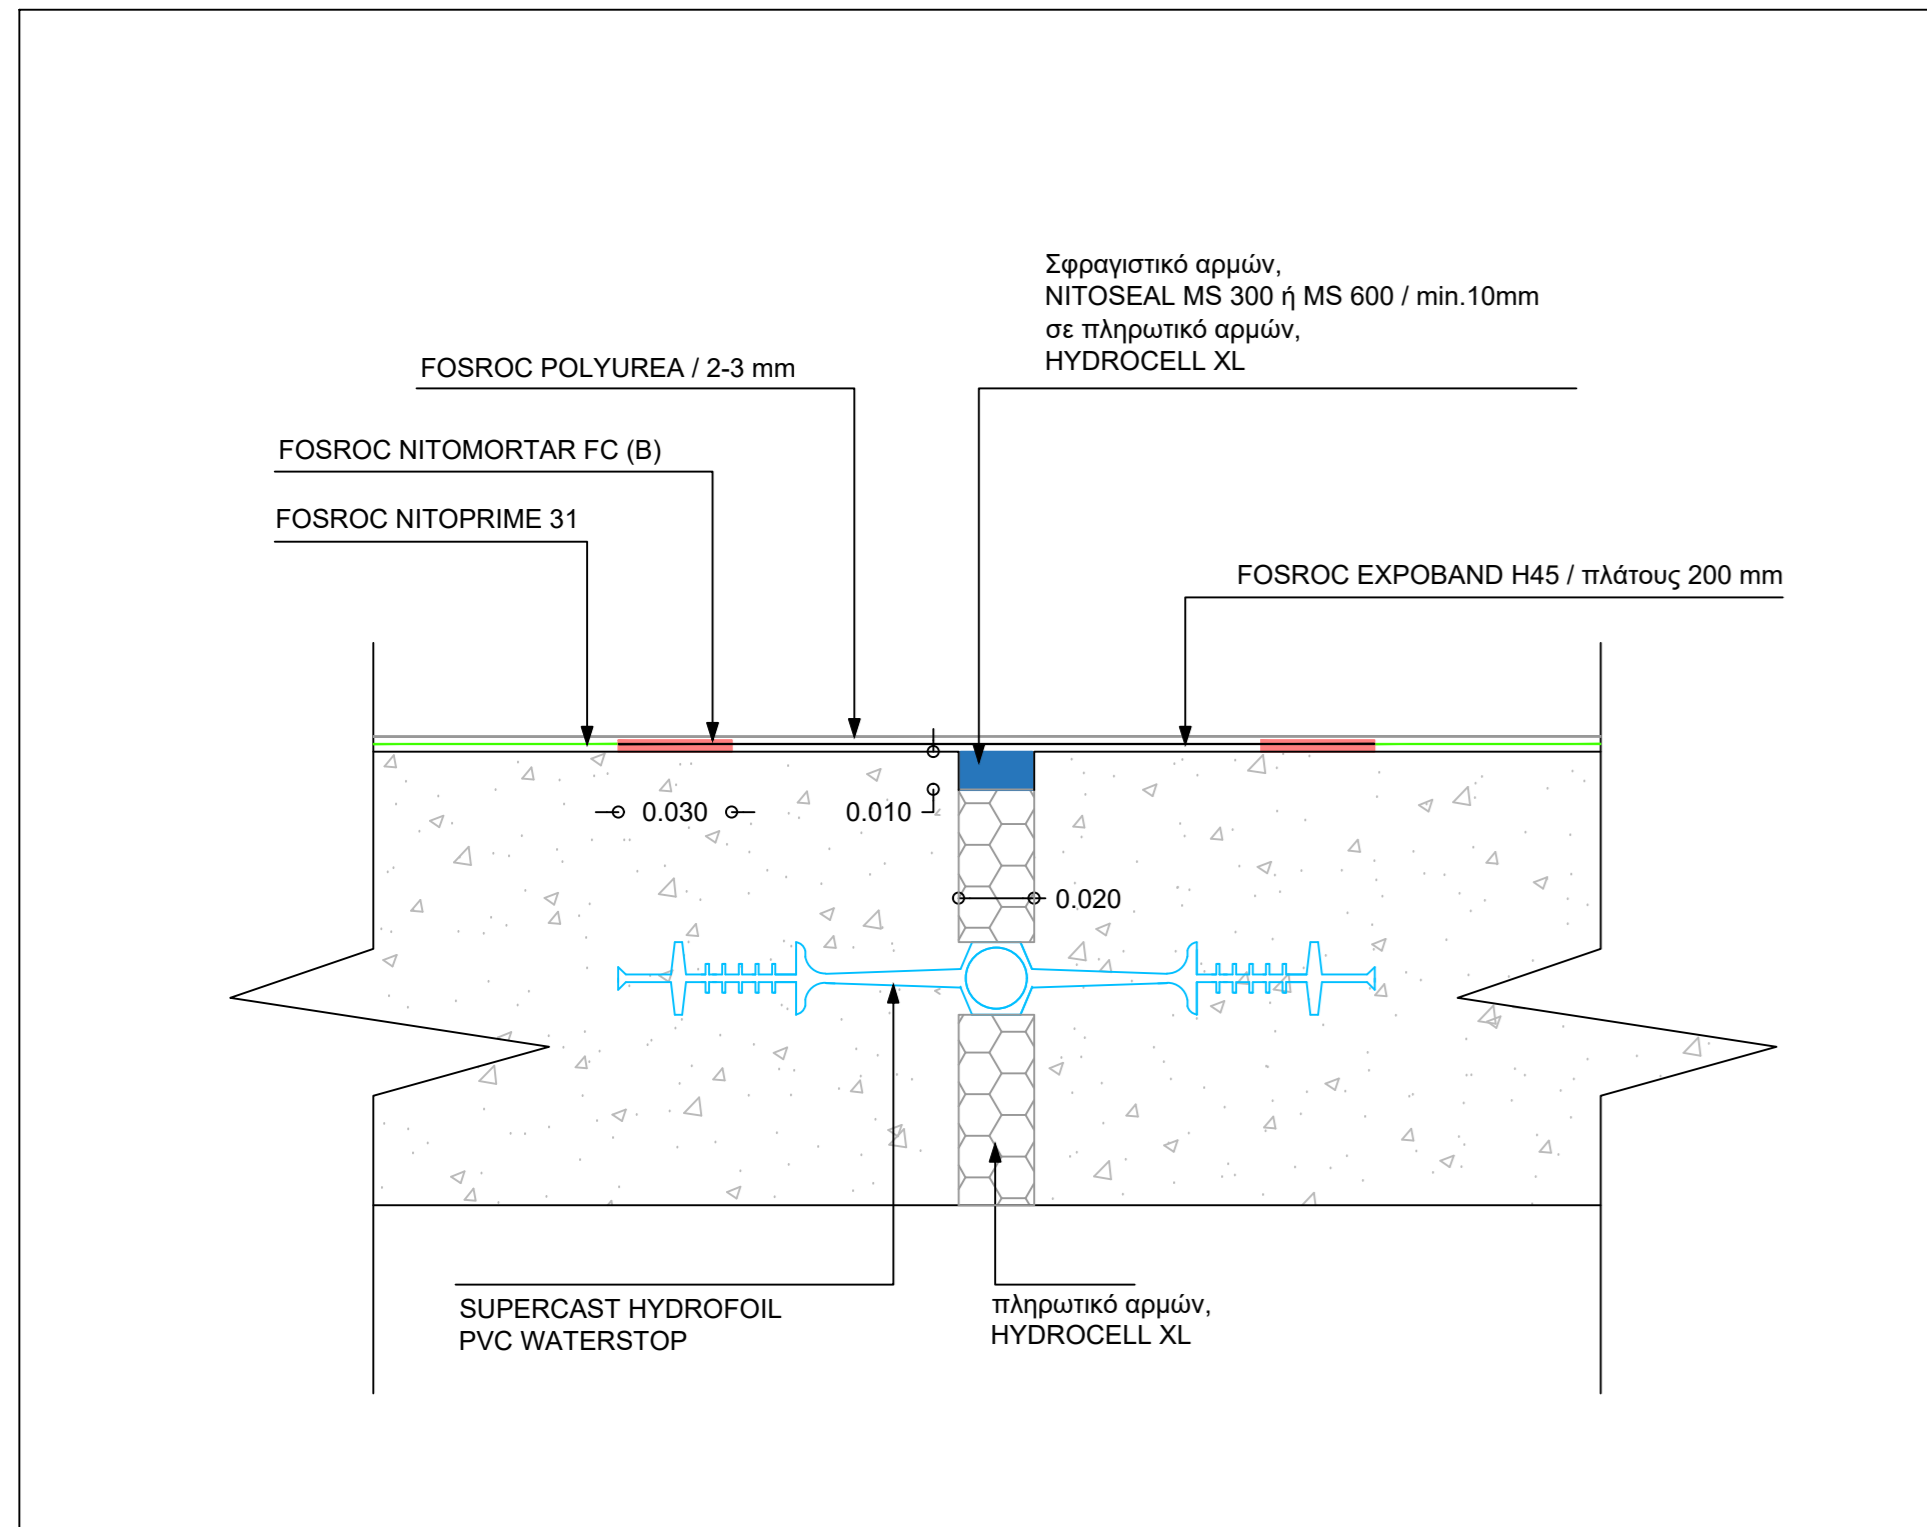 Σφραγιστικό αρμών,
NITOSEAL MS 300 ή MS 600 / min.10mm
σε πληρωτικό αρμών,
HYDROCELL XL
FOSROC POLYUREA / 2-3 mm
FOSROC NITOMORTAR FC (B)
FOSROC NITOPRIME 31
FOSROC EXPOBAND H45 / πλάτους 200 mm
0.030
0.010
0.020
SUPERCAST HYDROFOIL
PVC WATERSTOP
πληρωτικό αρμών,
HYDROCELL XL